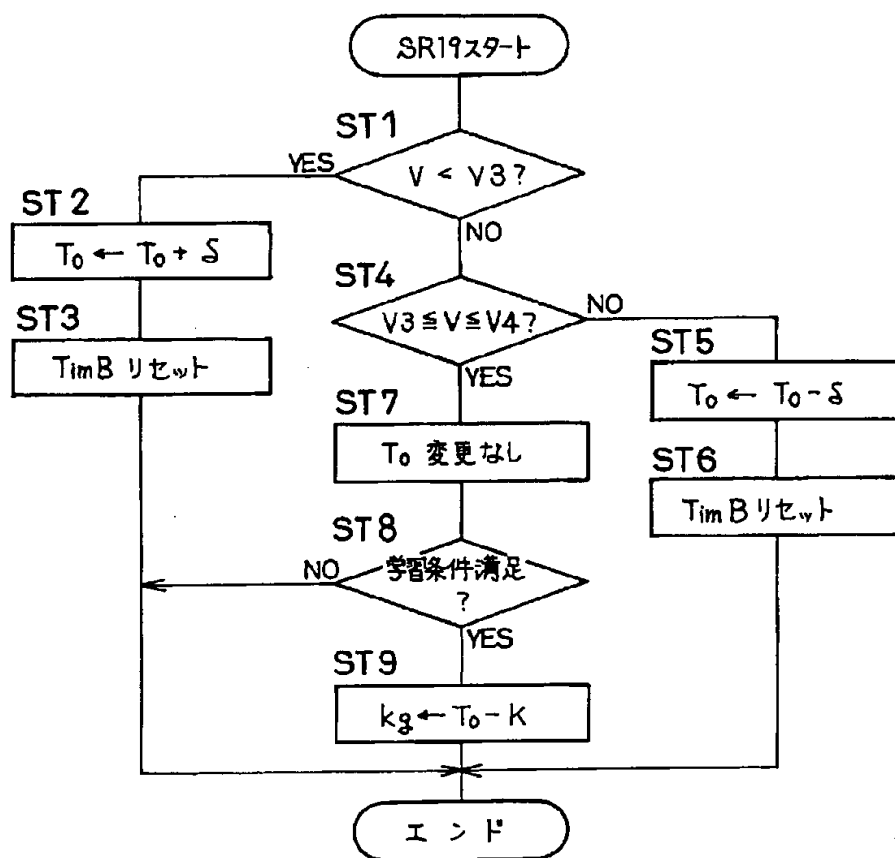 SR19スタート
ST1
YES
V < V3?
NO
ST2
T₀ ← T₀ + δ
ST3
TimB リセット
ST4
V3≦V≦V4?
NO
YES
ST5
T₀ ← T₀ - δ
ST6
TimB リセット
ST7
T₀ 変更なし
ST8
NO
学習条件満足
?
YES
ST9
kg ← T₀ - K
エンド